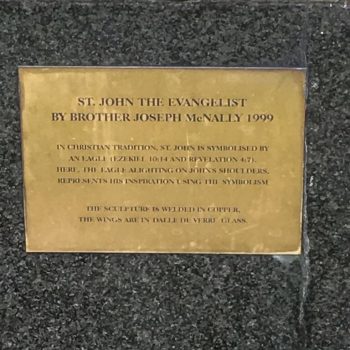 ST. JOHN THE EVANGELIST
BY BROTHER JOSEPH McNALLY 1999
IN CHRISTIAN TRADITION, ST. JOHN IS SYMBOLISED BY
AN EAGLE (EZEKIEL 10:14 AND REVELATION 4:7).
HERE, THE EAGLE ALIGHTING ON JOHN'S SHOULDERS,
REPRESENTS HIS INSPIRATION USING THE SYMBOLISM
THE SCULPTURE IS WELDED IN COPPER,
THE WINGS ARE IN DALLE DE VERRE GLASS.